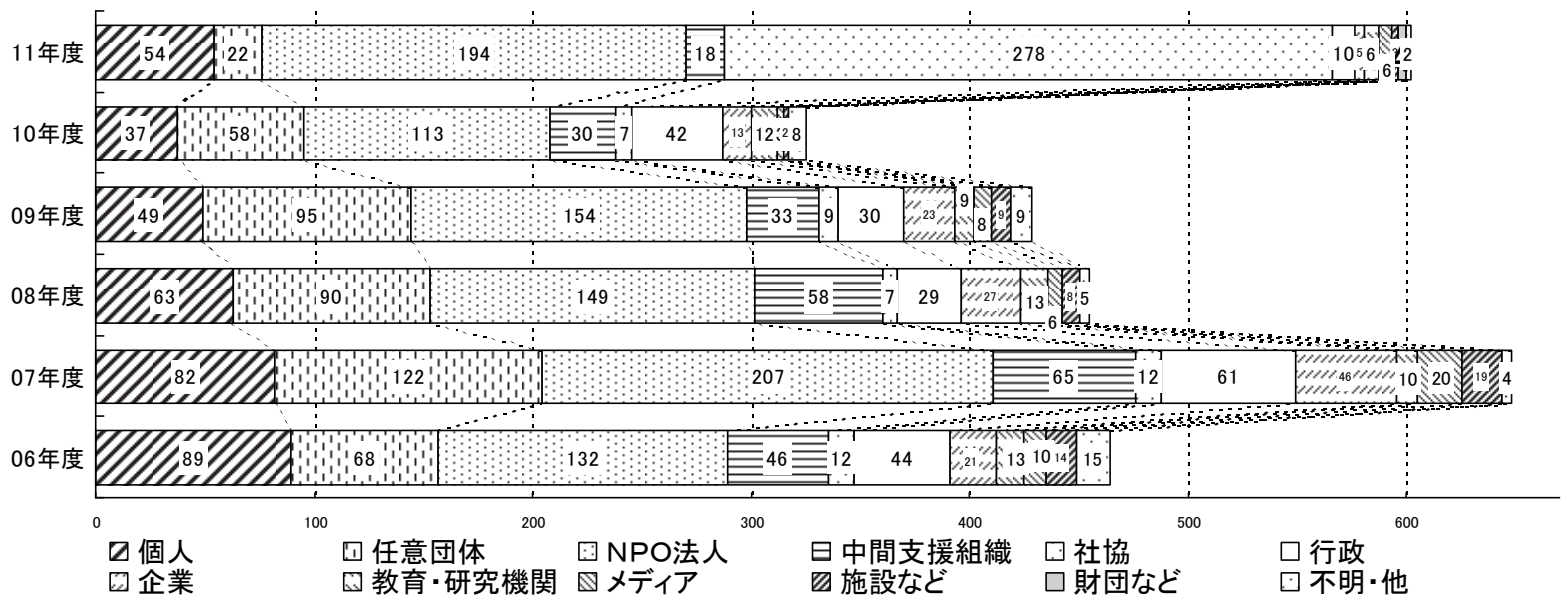 11年度 54 22 194 18 278 10 5 6 6 2
10年度 37 58 113 30 7 42 13 12 2 8
09年度 49 95 154 33 9 30 23 9 8 9 9
08年度 63 90 149 58 7 29 27 13 6 8 5
07年度 82 122 207 65 12 61 46 10 20 19 4
06年度 89 68 132 46 12 44 21 13 10 14 15
0 100 200 300 400 500 600
個人 任意団体 NPO法人 中間支援組織 社協 行政
企業 教育・研究機関 メディア 施設など 財団など 不明・他